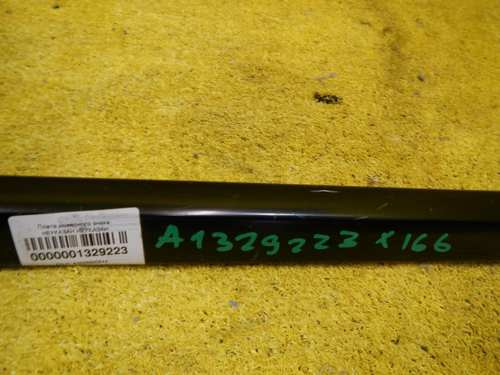 Плата номерного знака
НЕУКАЗАН НЕУКАЗАН
0000001329223
A1329223 X166